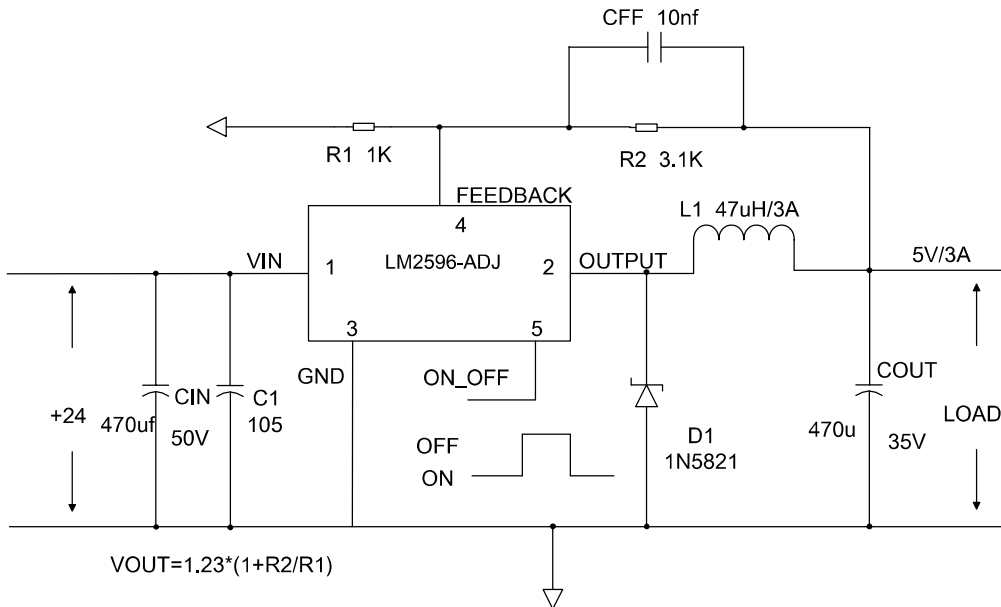 CFF 10nf
R1 1K
R2 3.1K
FEEDBACK
4
L1 47uH/3A
VIN
1
LM2596-ADJ
2
OUTPUT
5V/3A
3
5
GND
ON_OFF
+24
470uf
CIN
50V
C1
105
COUT
470u
35V
LOAD
D1
1N5821
OFF
ON
VOUT=1.23*(1+R2/R1)